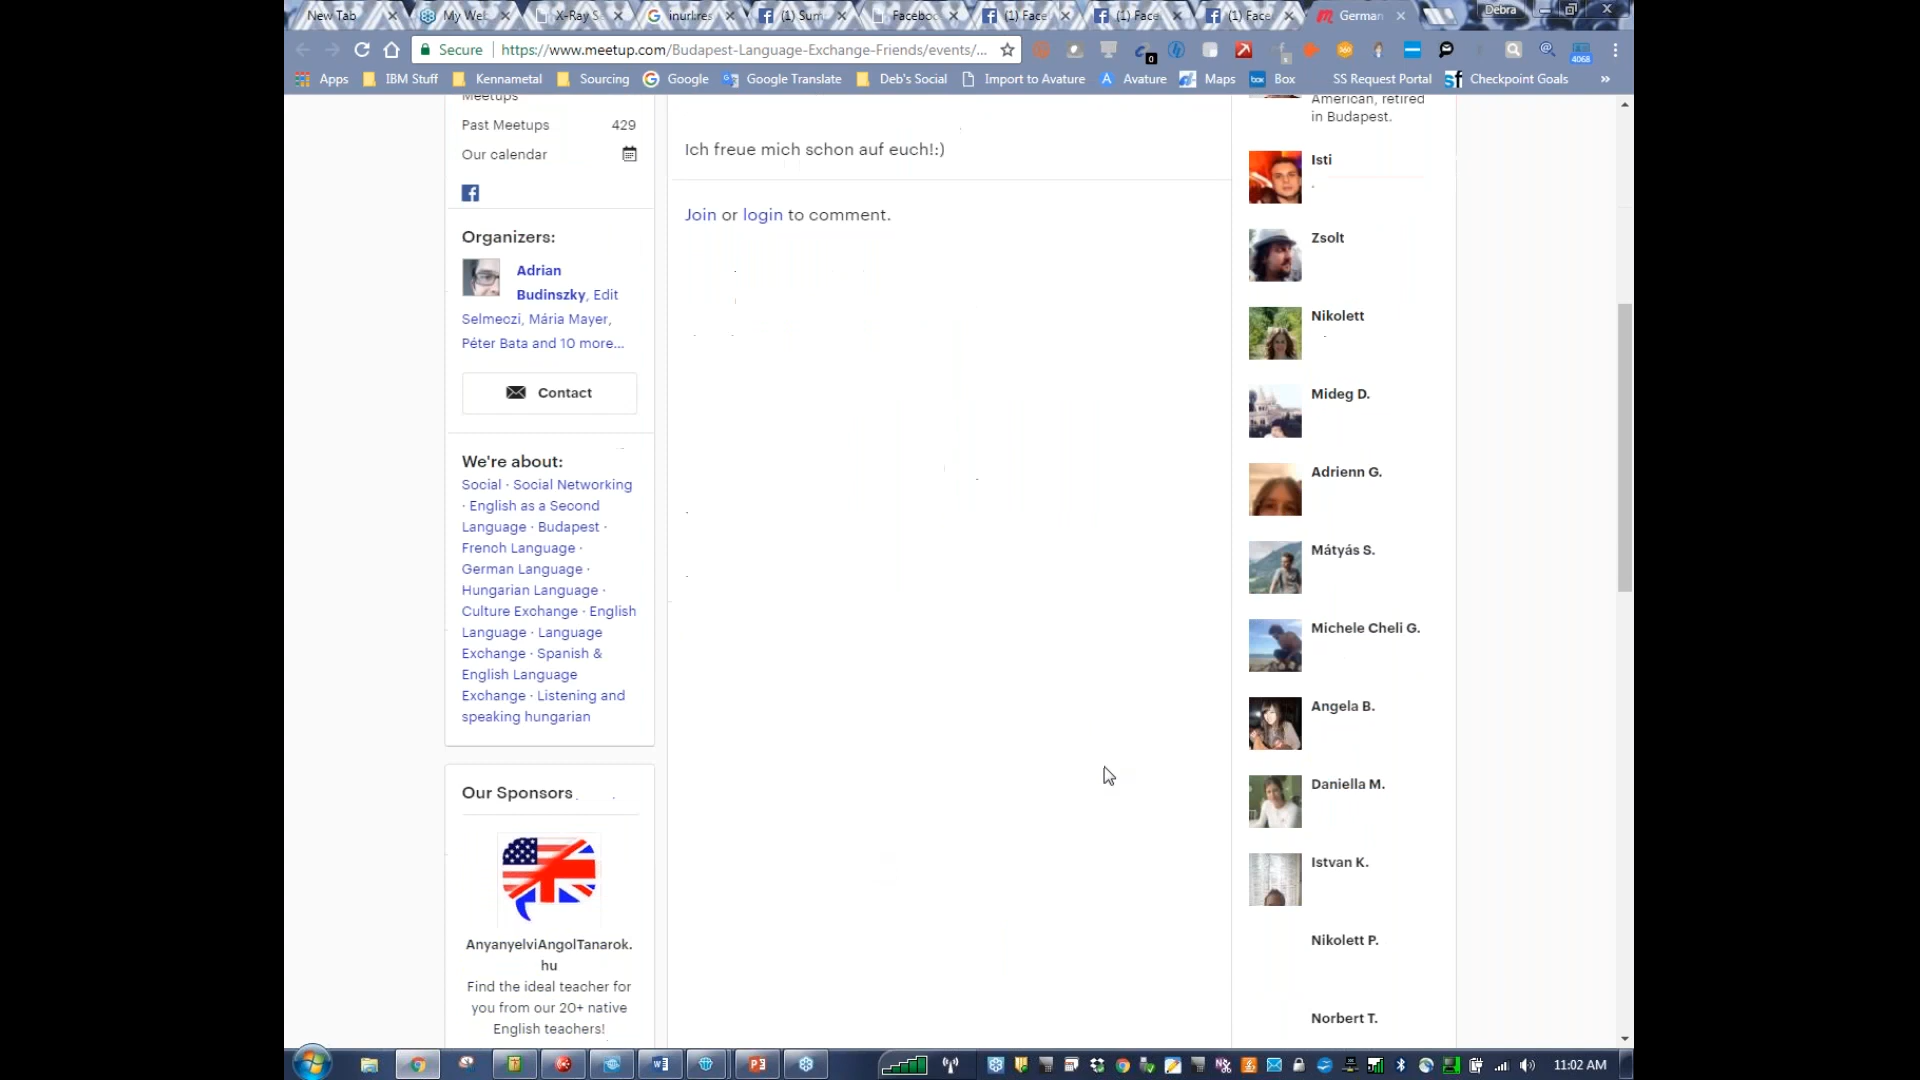 New Tab
My Web
X-Ray S
inurl:res
(1) Sum
Faceboo
(1) Face
(1) Face
(1) Face
German
Debra
Secure
https://www.meetup.com/Budapest-Language-Exchange-Friends/events/...
0
4068
Apps
IBM Stuff
Kennametal
Sourcing
Google
Google Translate
Deb's Social
Import to Avature
Avature
Maps
Box
SS Request Portal
Checkpoint Goals
»
Meetups
Past Meetups 429
Our calendar
Organizers:
Adrian
Budinszky, Edit
Selmeczi, Mária Mayer,
Péter Bata and 10 more...
Contact
We're about:
Social · Social Networking
· English as a Second
Language · Budapest ·
French Language ·
German Language ·
Hungarian Language ·
Culture Exchange · English
Language · Language
Exchange · Spanish &
English Language
Exchange · Listening and
speaking hungarian
Our Sponsors
AnyanyelviAngolTanarok.
hu
Find the ideal teacher for
you from our 20+ native
English teachers!
Ich freue mich schon auf euch!:)
Join or login to comment.
American, retired
in Budapest.
Isti
Zsolt
Nikolett
Mideg D.
Adrienn G.
Mátyás S.
Michele Cheli G.
Angela B.
Daniella M.
Istvan K.
Nikolett P.
Norbert T.
11:02 AM